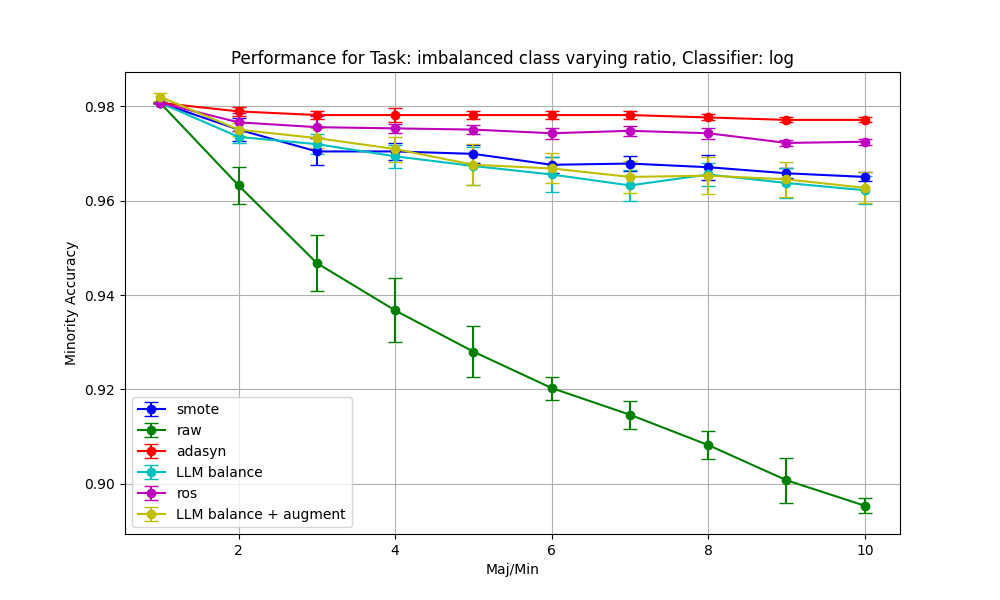 Performance for Task: imbalanced class varying ratio, Classifier: log
Minority Accuracy
0.98
0.96
0.94
0.92
0.90
smote
raw
adasyn
LLM balance
ros
LLM balance + augment
2
4
6
8
10
Maj/Min